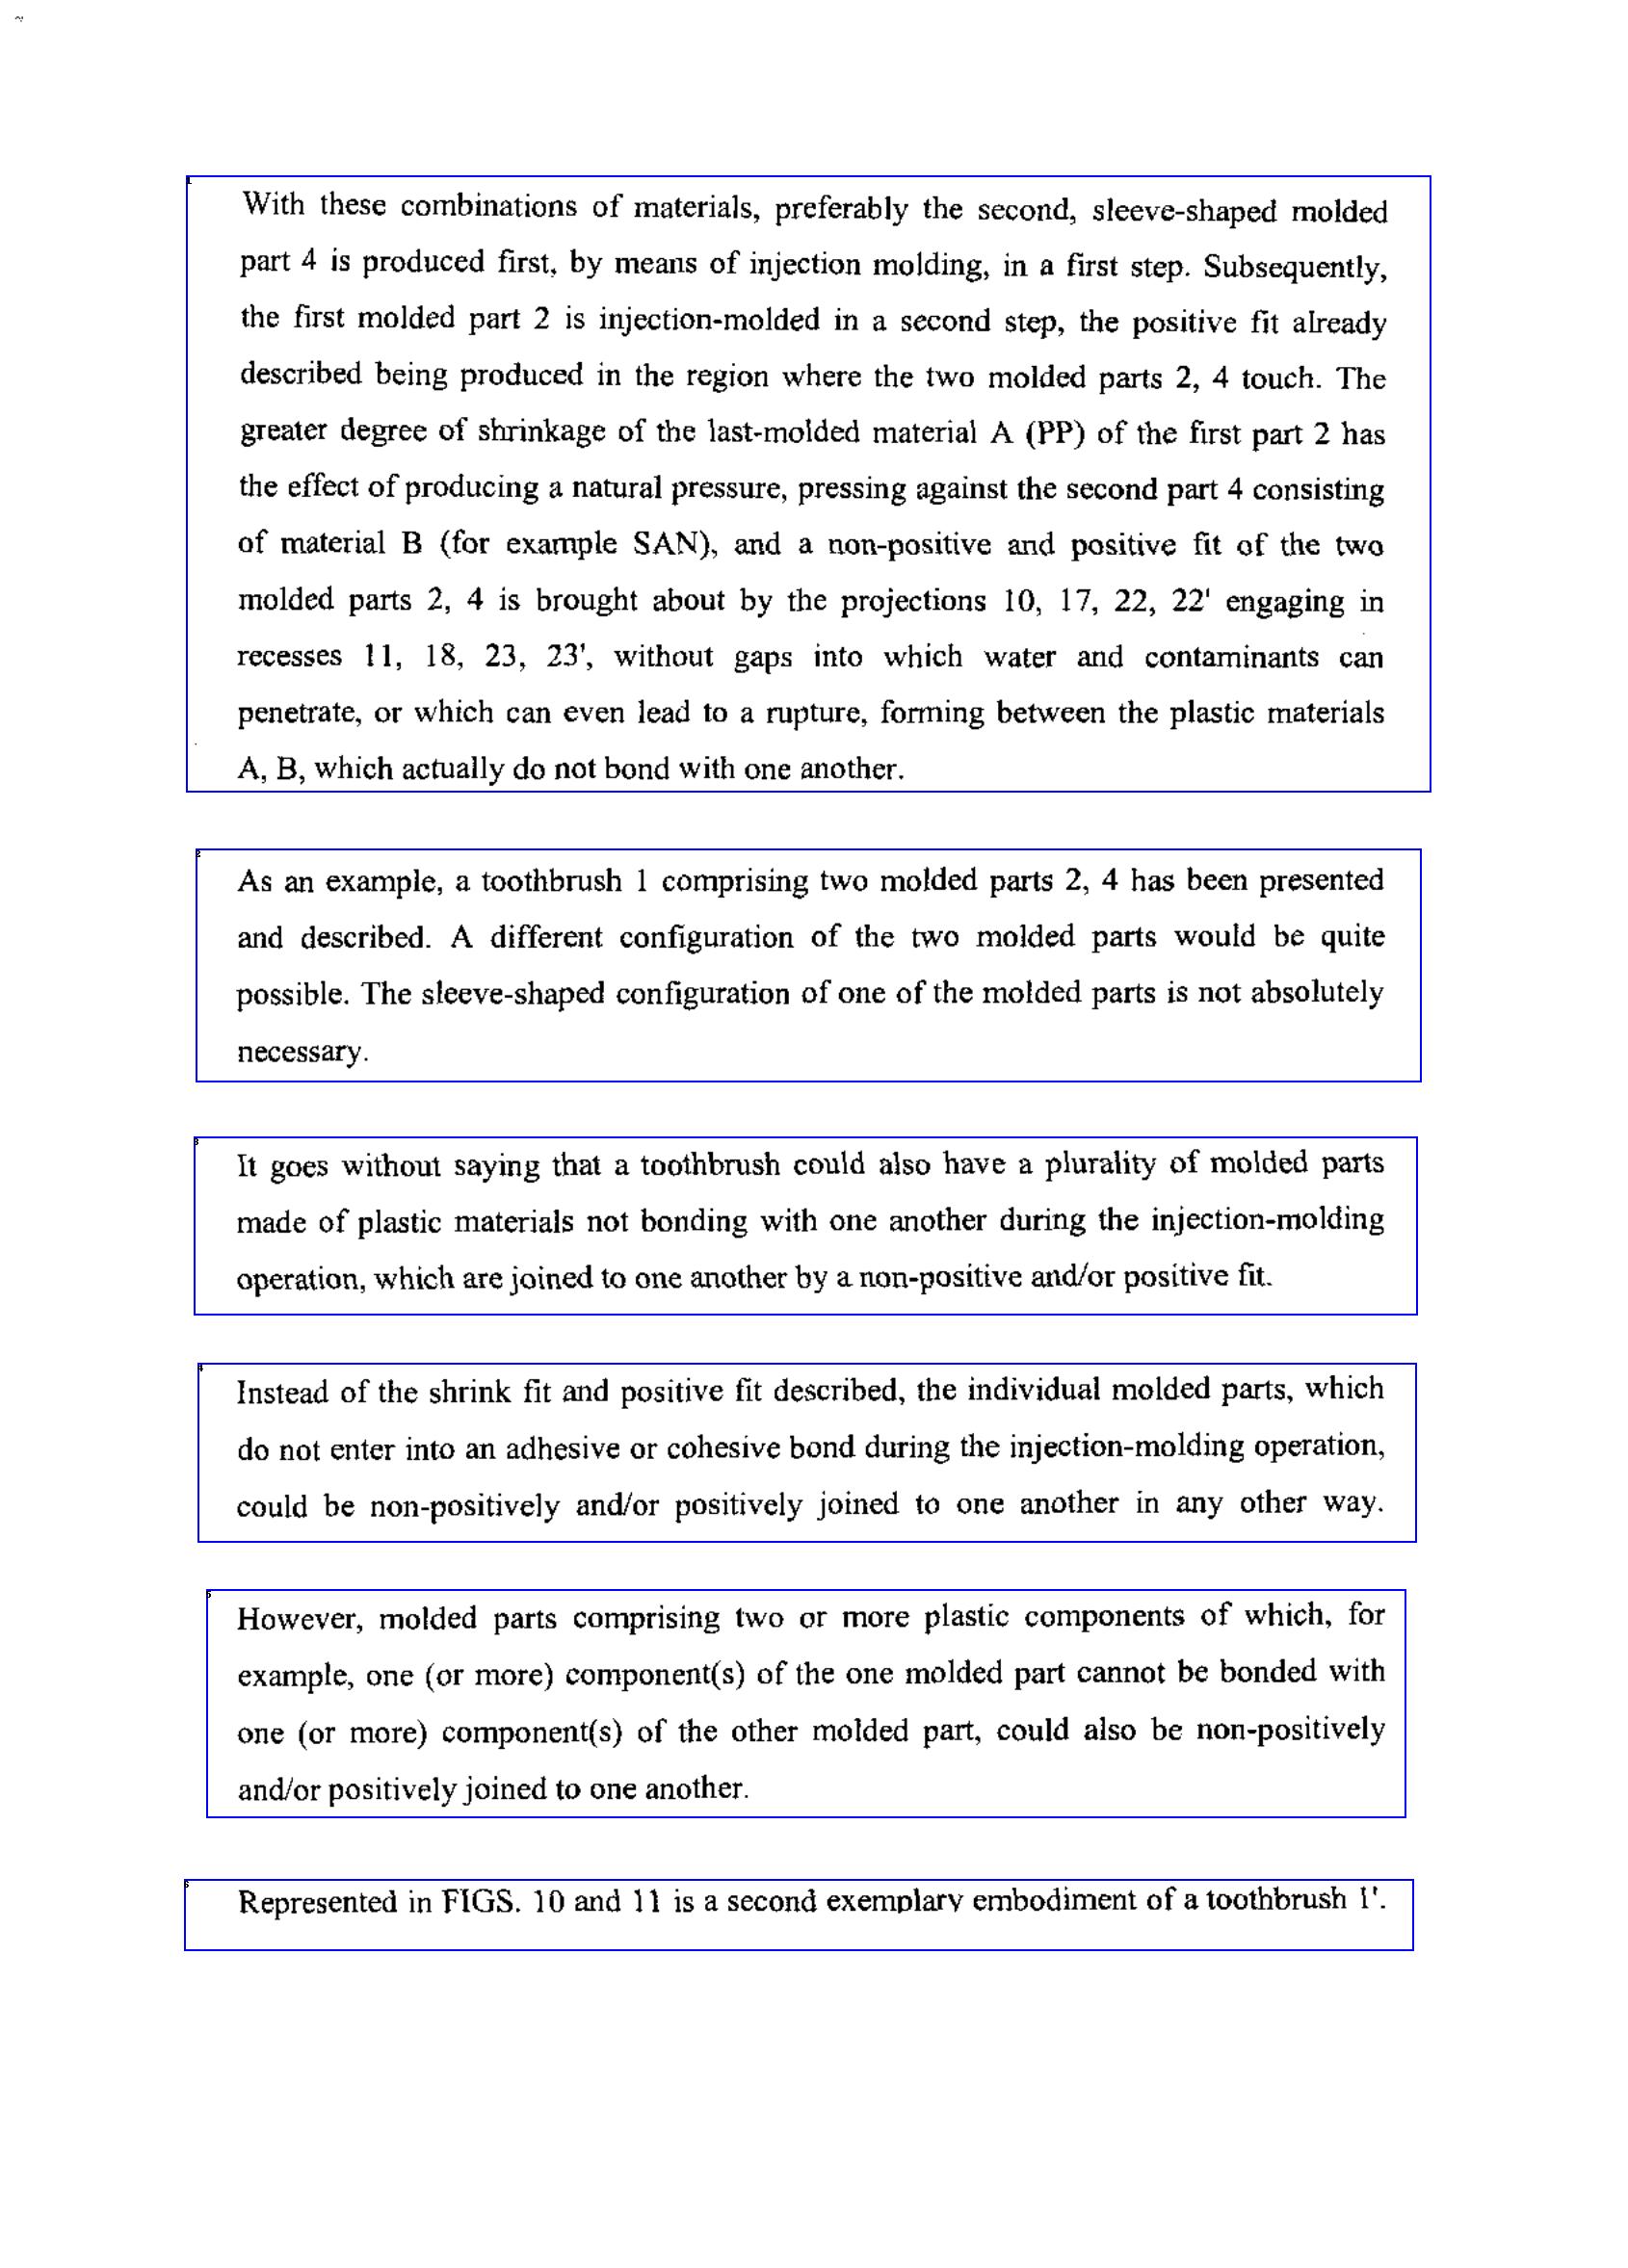 With these combinations of materials, preferably the second, sleeve-shaped molded
part 4 is produced first, by means of injection molding, in a first step. Subsequently,
the first molded part 2 is injection-molded in a second step, the positive fit already
described being produced in the region where the two molded parts 2, 4 touch. The
greater degree of shrinkage of the last-molded material A (PP) of the first part 2 has
the effect of producing a natural pressure, pressing against the second part 4 consisting
of material B (for example SAN), and a non-positive and positive fit of the two
molded parts 2, 4 is brought about by the projections 10, 17, 22, 22' engaging in
recesses 11, 18, 23, 23', without gaps into which water and contaminants can
penetrate, or which can even lead to a rupture, forming between the plastic materials
A, B, which actually do not bond with one another.
As an example, a toothbrush 1 comprising two molded parts 2, 4 has been presented
and described. A different configuration of the two molded parts would be quite
possible. The sleeve-shaped configuration of one of the molded parts is not absolutely
necessary.
It goes without saying that a toothbrush could also have a plurality of molded parts
made of plastic materials not bonding with one another during the injection-molding
operation, which are joined to one another by a non-positive and/or positive fit.
Instead of the shrink fit and positive fit described, the individual molded parts, which
do not enter into an adhesive or cohesive bond during the injection-molding operation,
could be non-positively and/or positively joined to one another in any other way.
However, molded parts comprising two or more plastic components of which, for
example, one (or more) component(s) of the one molded part cannot be bonded with
one (or more) component(s) of the other molded part, could also be non-positively
and/or positively joined to one another.
Represented in FIGS. 10 and 11 is a second exemplary embodiment of a toothbrush 1'.